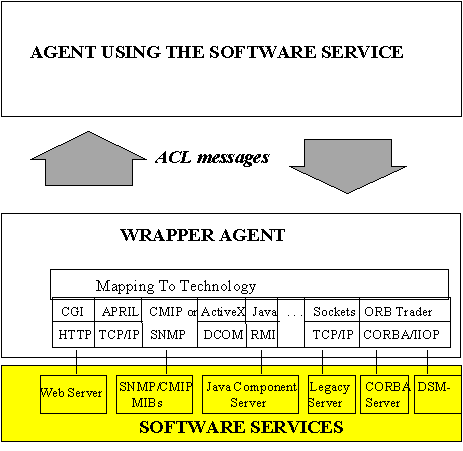 AGENT USING THE SOFTWARE SERVICE
ACL messages
WRAPPER AGENT
Mapping To Technology
CGI APRIL CMIP or ActiveX Java . . . Sockets ORB Trader
HTTP TCP/IP SNMP DCOM RMI TCP/IP CORBA/IIOP
Web Server SNMP/CMIP Java Component Legacy CORBA DSM-
MIBs Server Server Server
SOFTWARE SERVICES